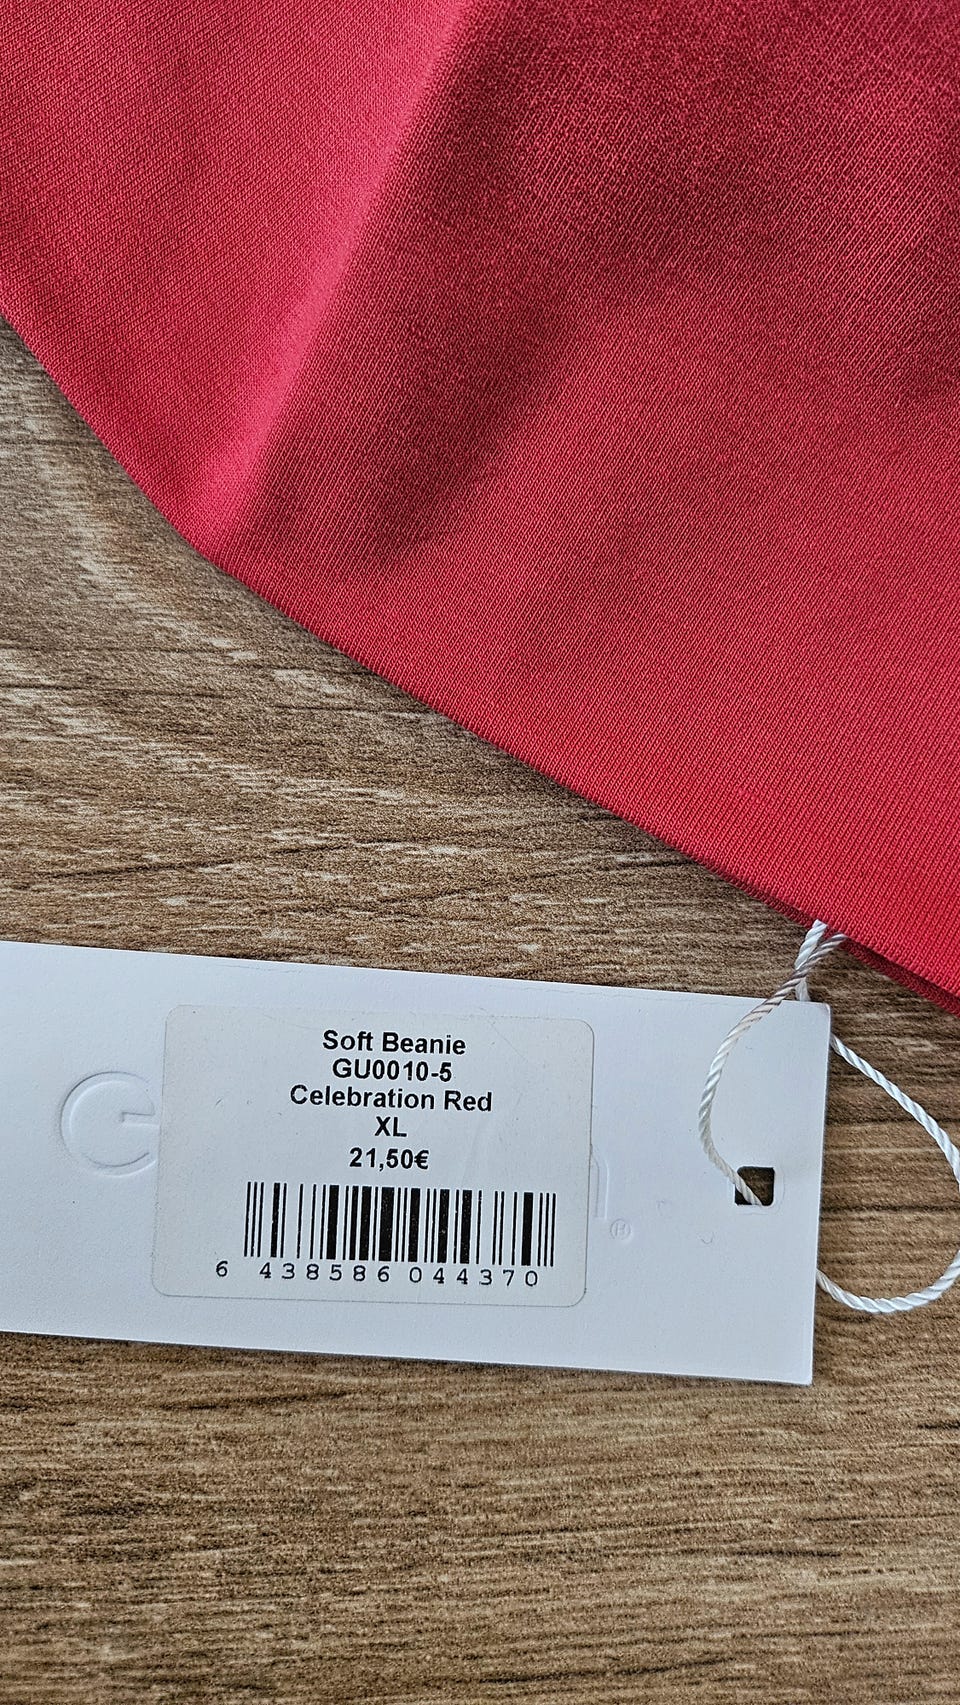 Soft Beanie
GU0010-5
Celebration Red
XL
21,50€
6 438586 044370